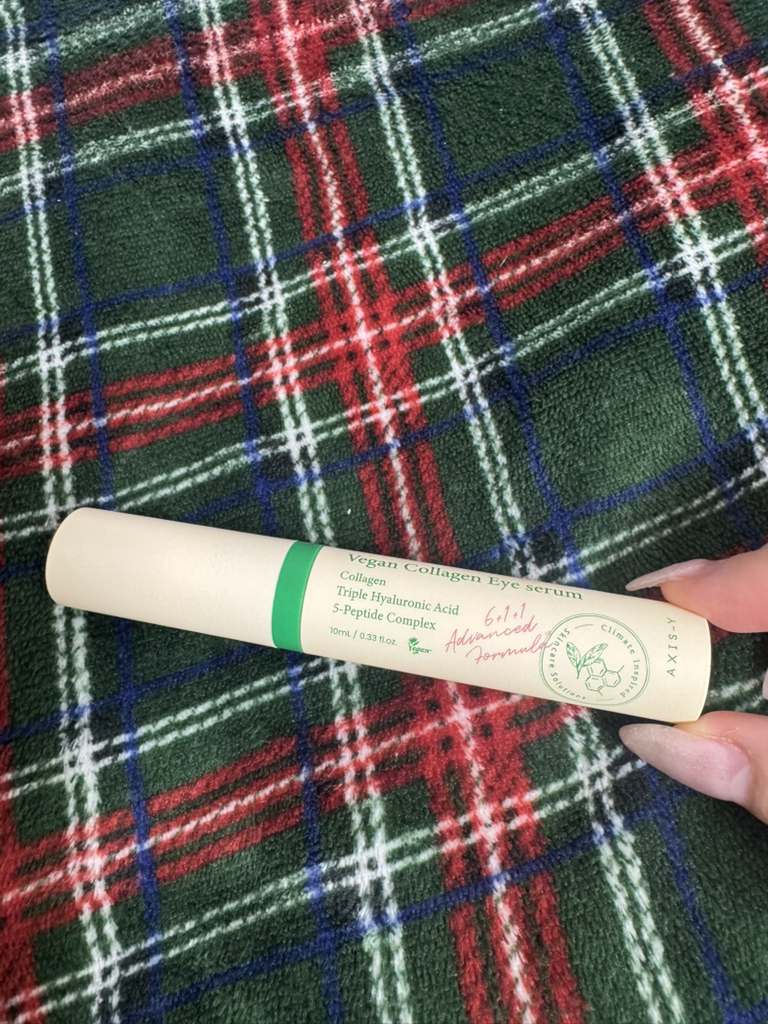 Vegan Collagen Eye serum
Collagen
Triple Hyaluronic Acid
5-Peptide Complex
10mL / 0.33 fl.oz.
Vegan
6+1+1
Advanced
Formula
Climate Inspired
Skincare Solutions
AXIS-Y